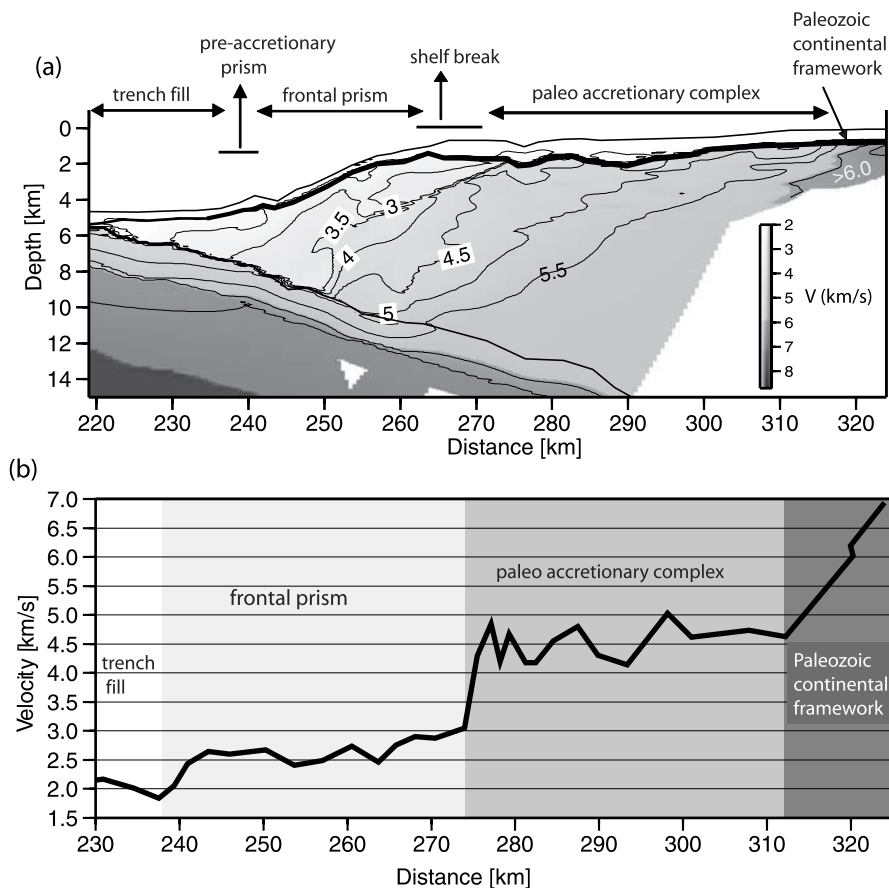 (a)
pre-accretionary
prism
shelf break
Paleozoic
continental
framework
trench fill
frontal prism
paleo accretionary complex
0
2
4
6
8
10
12
14
Depth [km]
3.5
3
4
4.5
5
5.5
>6.0
2
3
4
5
6
7
8
V (km/s)
220 230 240 250 260 270 280 290 300 310 320
Distance [km]
(b)
7.0
6.5
6.0
5.5
5.0
4.5
4.0
3.5
3.0
2.5
2.0
1.5
Velocity [km/s]
trench
fill
frontal prism
paleo accretionary complex
Paleozoic
continental
framework
230 240 250 260 270 280 290 300 310 320
Distance [km]